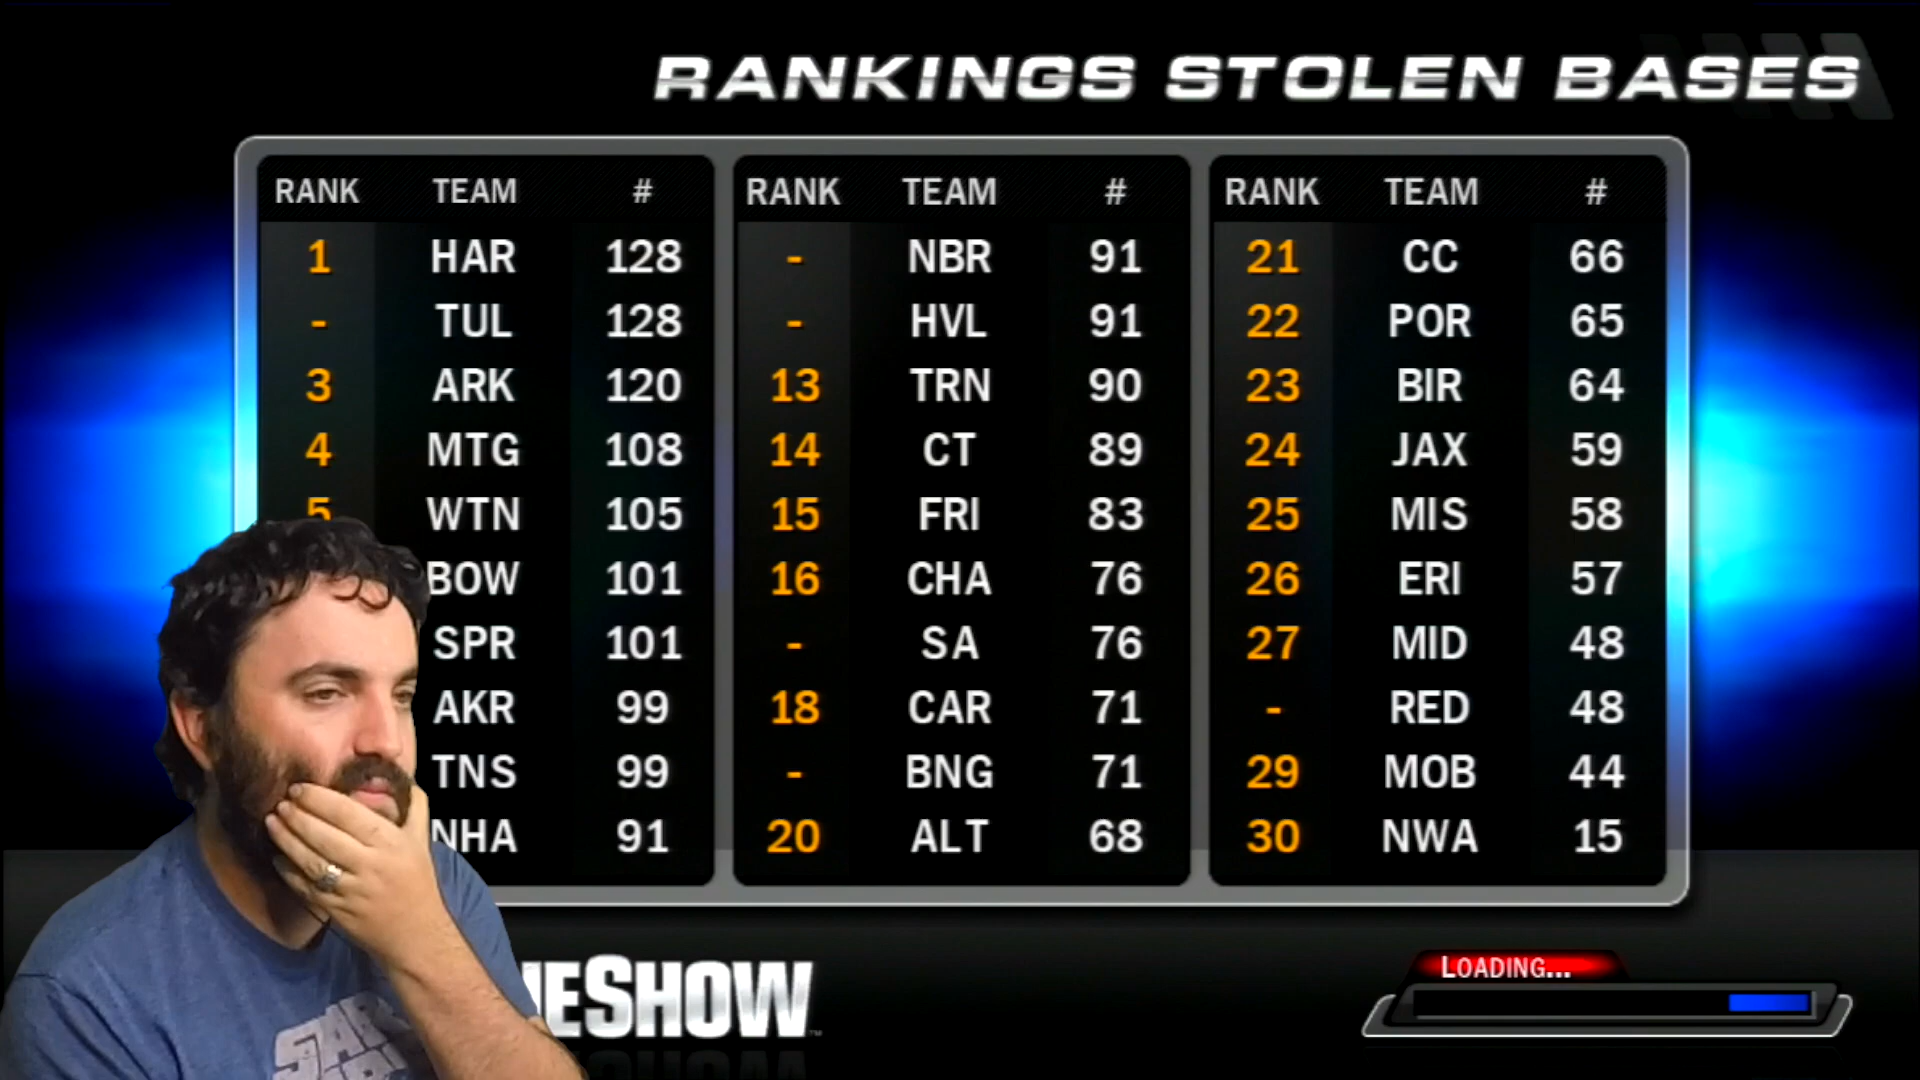 RANKINGS STOLEN BASES
RANK TEAM #
1 HAR 128
- TUL 128
3 ARK 120
4 MTG 108
5 WTN 105
BOW 101
SPR 101
AKR 99
TNS 99
NHA 91
RANK TEAM #
- NBR 91
- HVL 91
13 TRN 90
14 CT 89
15 FRI 83
16 CHA 76
- SA 76
18 CAR 71
- BNG 71
20 ALT 68
RANK TEAM #
21 CC 66
22 POR 65
23 BIR 64
24 JAX 59
25 MIS 58
26 ERI 57
27 MID 48
- RED 48
29 MOB 44
30 NWA 15
LOADING...
HESHOW